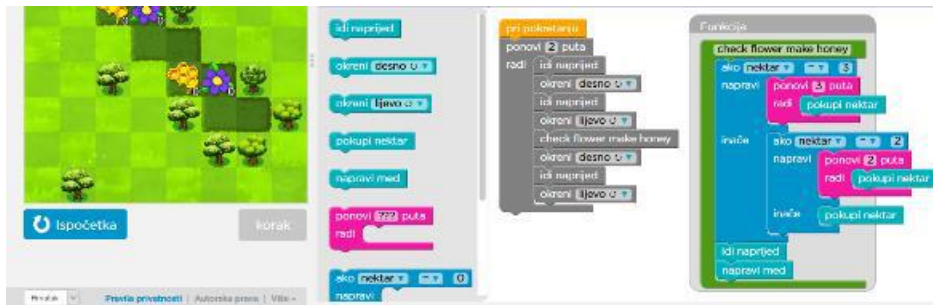 Ispočetka
korak
Pravila privatnosti | Autorska prava | Više
idi naprijed
okreni desno ↻ ▼
okreni lijevo ↺ ▼
pokupi nektar
napravi med
ponovi ??? puta
radi
ako nektar ▼ = ▼ 0
napravi
pri pokretanju
ponovi 2 puta
radi idi naprijed
okreni desno ↻ ▼
idi naprijed
okreni lijevo ↺ ▼
check flower make honey
okreni desno ↻ ▼
idi naprijed
okreni lijevo ↺ ▼
Funkcija
check flower make honey
ako nektar ▼ = ▼ 3
napravi ponovi 3 puta
radi pokupi nektar
inače ako nektar ▼ = ▼ 2
napravi ponovi 2 puta
radi pokupi nektar
inače pokupi nektar
idi naprijed
napravi med